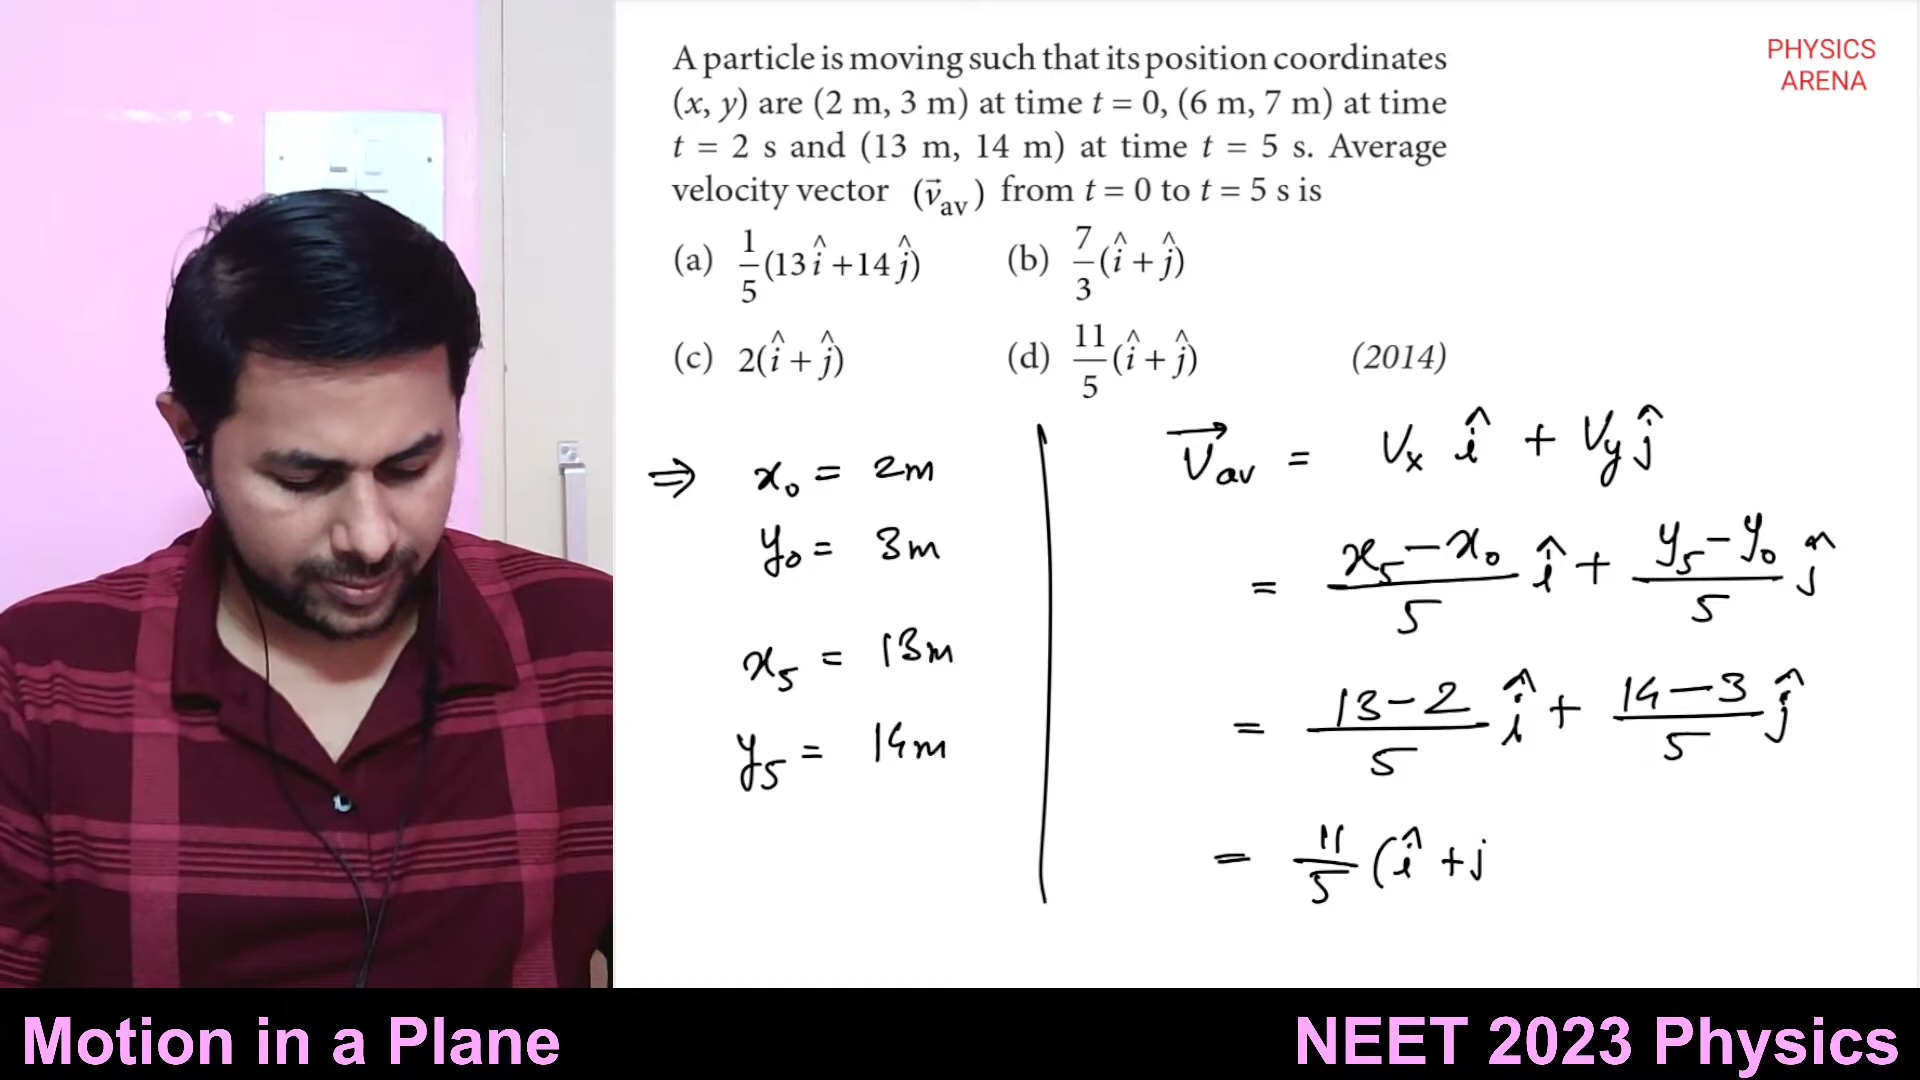 PHYSICS
ARENA
A particle is moving such that its position coordinates
(x, y) are (2 m, 3 m) at time t = 0, (6 m, 7 m) at time
t = 2 s and (13 m, 14 m) at time t = 5 s. Average
velocity vector (v⃗av) from t = 0 to t = 5 s is
(a) 1/5 (13î + 14ĵ) (b) 7/3 (î + ĵ)
(c) 2(î + ĵ) (d) 11/5 (î + ĵ) (2014)
⇒ x₀ = 2m
y₀ = 3m
x₅ = 13m
y₅ = 14m
V⃗av = Vx î + Vy ĵ
= (x₅ − x₀)/5 î + (y₅ − y₀)/5 ĵ
= (13 − 2)/5 î + (14 − 3)/5 ĵ
= 11/5 (î + j
Motion in a Plane
NEET 2023 Physics